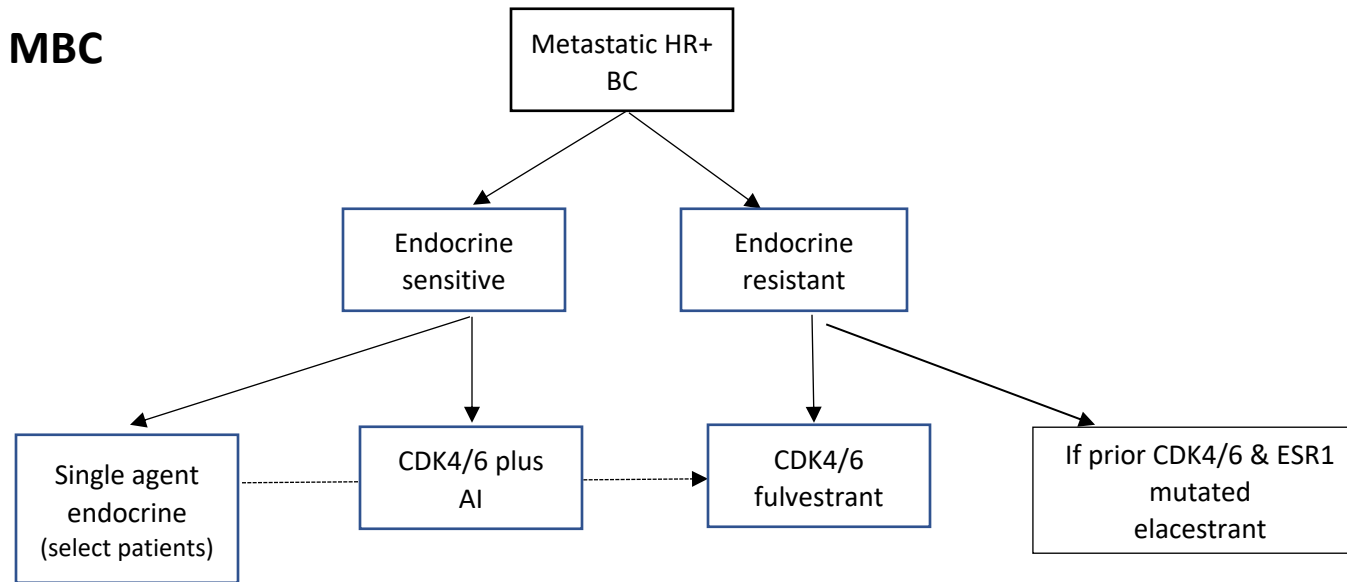 MBC
Metastatic HR+
BC
Endocrine
sensitive
Endocrine
resistant
Single agent
endocrine
(select patients)
CDK4/6 plus
AI
CDK4/6
fulvestrant
If prior CDK4/6 & ESR1
mutated
elacestrant